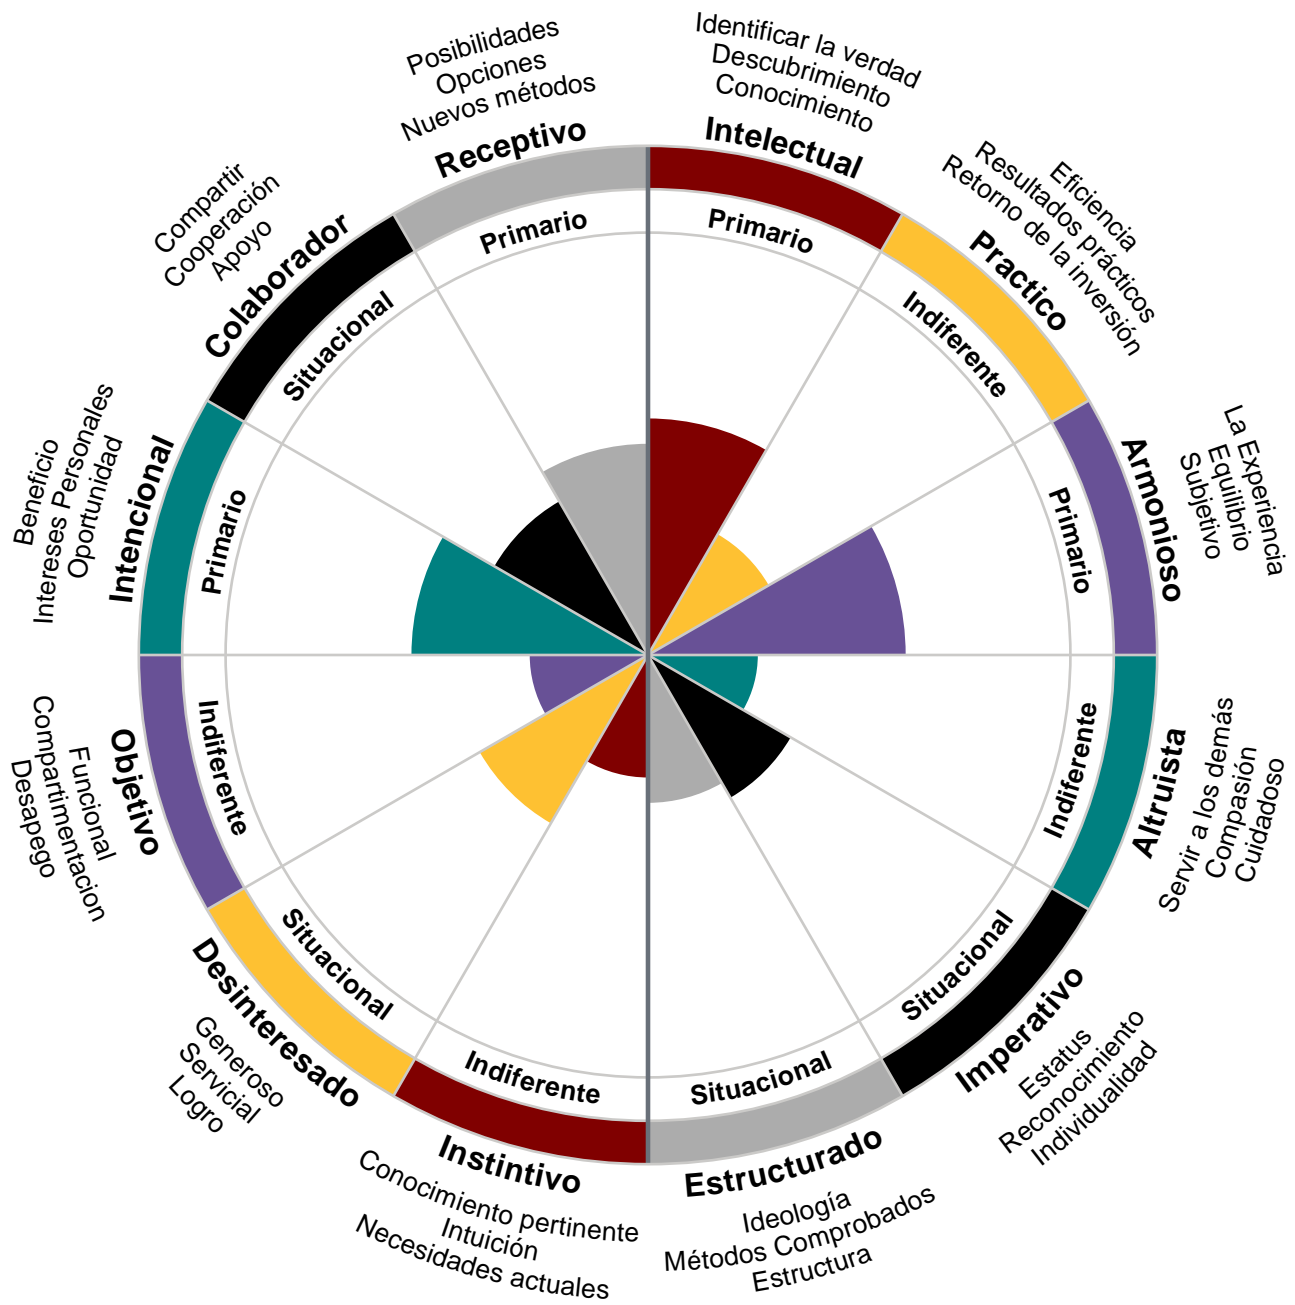 Identificar la verdad
Descubrimiento
Conocimiento
Intelectual
Primario
Eficiencia
Resultados prácticos
Retorno de la inversión
Practico
Indiferente
La Experiencia
Equilibrio
Subjetivo
Armonioso
Primario
Altruista
Indiferente
Servir a los demás
Compasión
Cuidadoso
Imperativo
Situacional
Estatus
Reconocimiento
Individualidad
Estructurado
Situacional
Ideología
Métodos Comprobados
Estructura
Instintivo
Indiferente
Conocimiento pertinente
Intuición
Necesidades actuales
Desinteresado
Situacional
Generoso
Servicial
Logro
Objetivo
Indiferente
Funcional
Compartimentacion
Desapego
Beneficio
Intereses Personales
Oportunidad
Intencional
Primario
Compartir
Cooperación
Apoyo
Colaborador
Situacional
Posibilidades
Opciones
Nuevos métodos
Receptivo
Primario